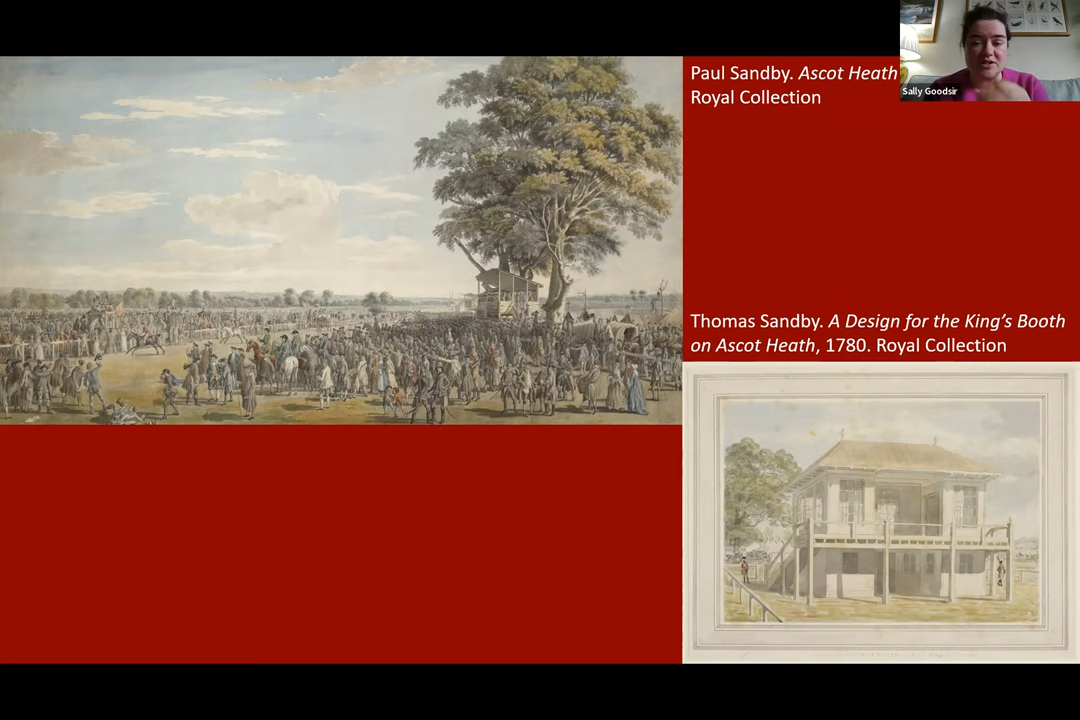 Paul Sandby. Ascot Heath
Royal Collection
Sally Goodsir
Thomas Sandby. A Design for the King's Booth
on Ascot Heath, 1780. Royal Collection